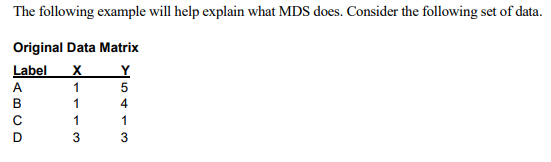 The following example will help explain what MDS does. Consider the following set of data.
Original Data Matrix
Label X Y
A 1 5
B 1 4
C 1 1
D 3 3